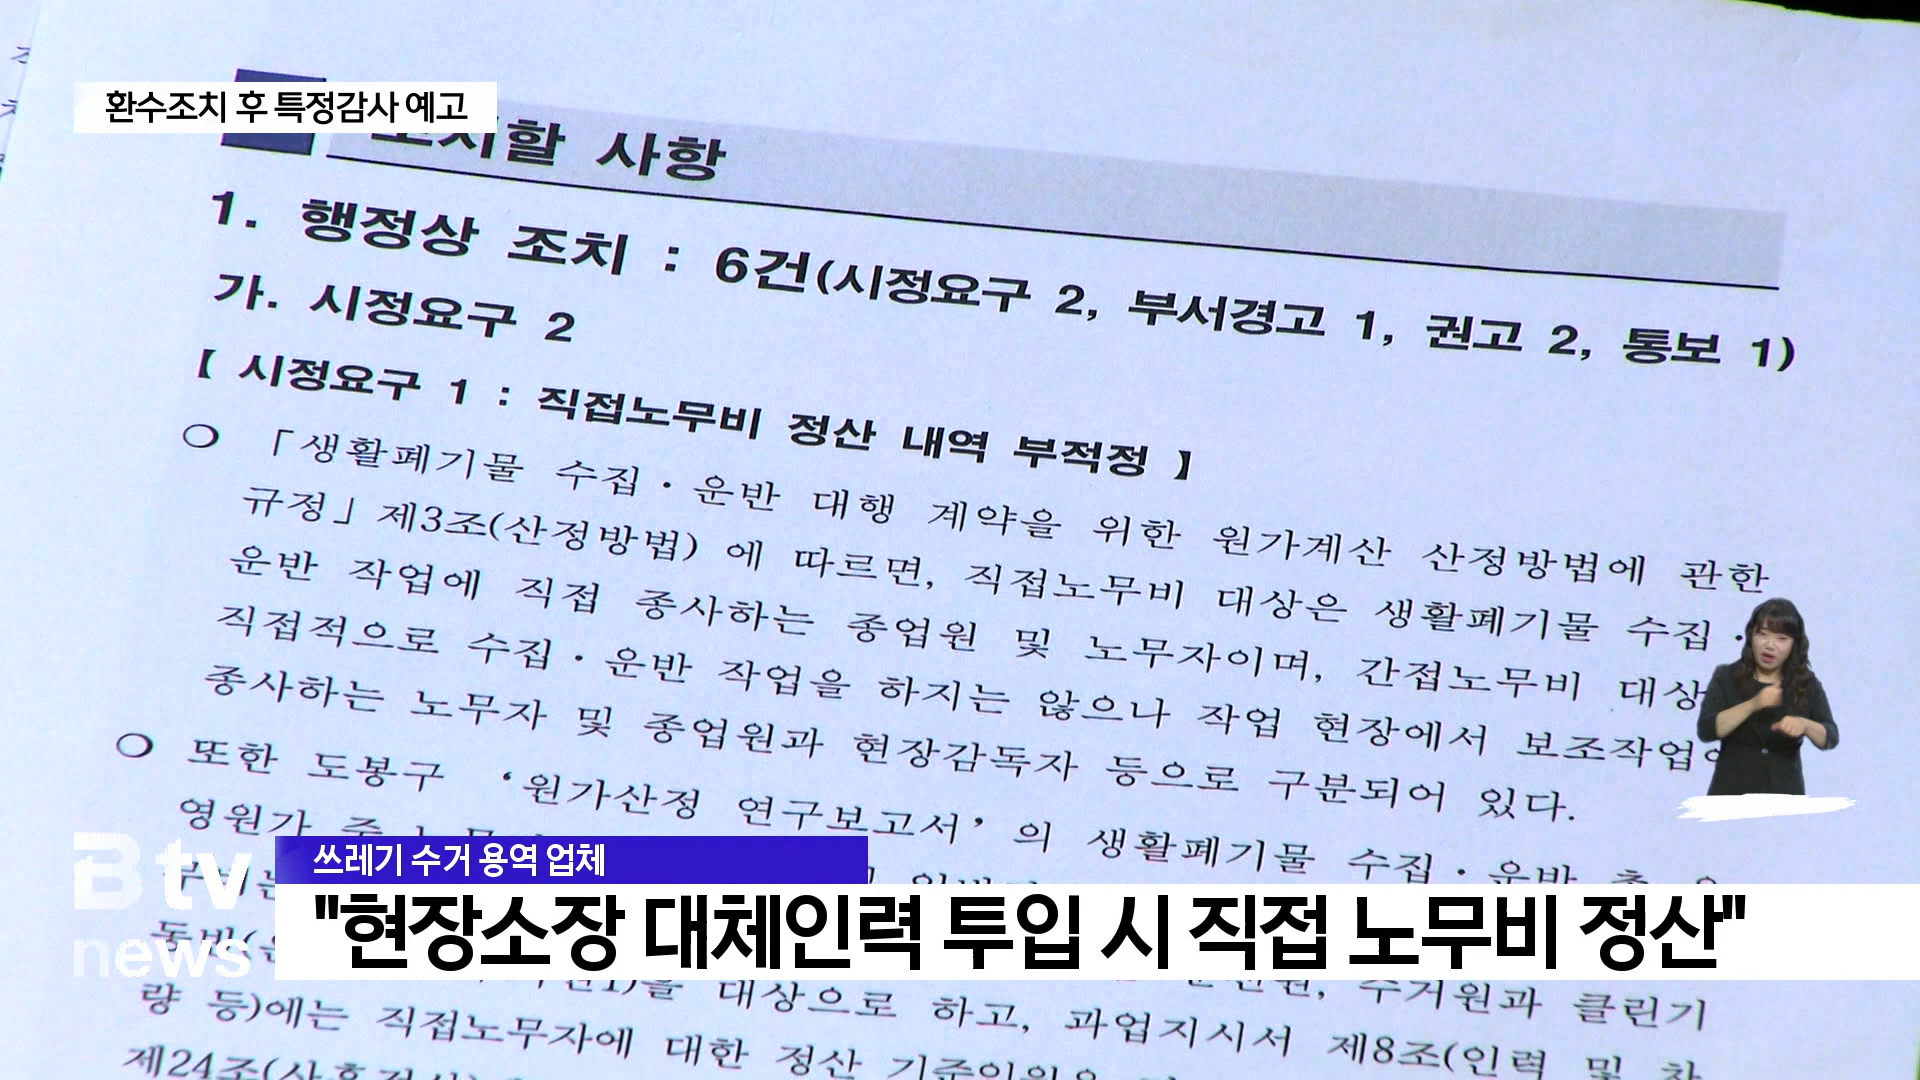 환수조치 후 특정감사 예고
조치할 사항
1. 행정상 조치 : 6건(시정요구 2, 부서경고 1, 권고 2, 통보 1)
가. 시정요구 2
【 시정요구 1 : 직접노무비 정산 내역 부적정 】
○ 「생활폐기물 수집·운반 대행 계약을 위한 원가계산 산정방법에 관한
규정」제3조(산정방법) 에 따르면, 직접노무비 대상은 생활폐기물 수집·
운반 작업에 직접 종사하는 종업원 및 노무자이며, 간접노무비 대상
직접적으로 수집·운반 작업을 하지는 않으나 작업 현장에서 보조작업에
종사하는 노무자 및 종업원과 현장감독자 등으로 구분되어 있다.
○ 또한 도봉구 ‘원가산정 연구보고서’의 생활폐기물 수집·운반 총
영원가 중
쓰레기 수거 용역 업체
"현장소장 대체인력 투입 시 직접 노무비 정산"
을 대상으로 하고, 과업지시서 제8조(인력 및 차
수거원과 클린기
량 등)에는 직접노무자에 대한 정산
제24조
B tv
news